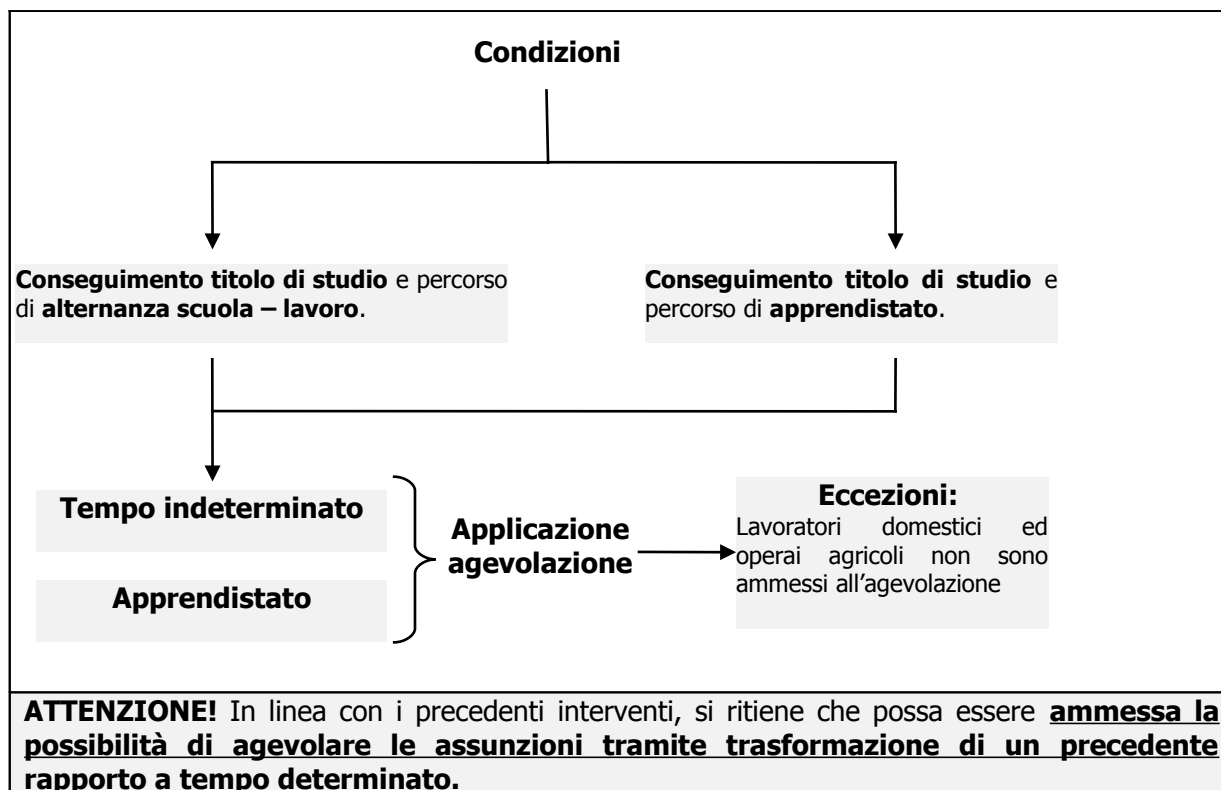 Condizioni
Conseguimento titolo di studio e percorso
di alternanza scuola – lavoro.
Conseguimento titolo di studio e
percorso di apprendistato.
Tempo indeterminato
Apprendistato
Applicazione
agevolazione
Eccezioni:
Lavoratori domestici ed
operai agricoli non sono
ammessi all’agevolazione
ATTENZIONE! In linea con i precedenti interventi, si ritiene che possa essere ammessa la
possibilità di agevolare le assunzioni tramite trasformazione di un precedente
rapporto a tempo determinato.